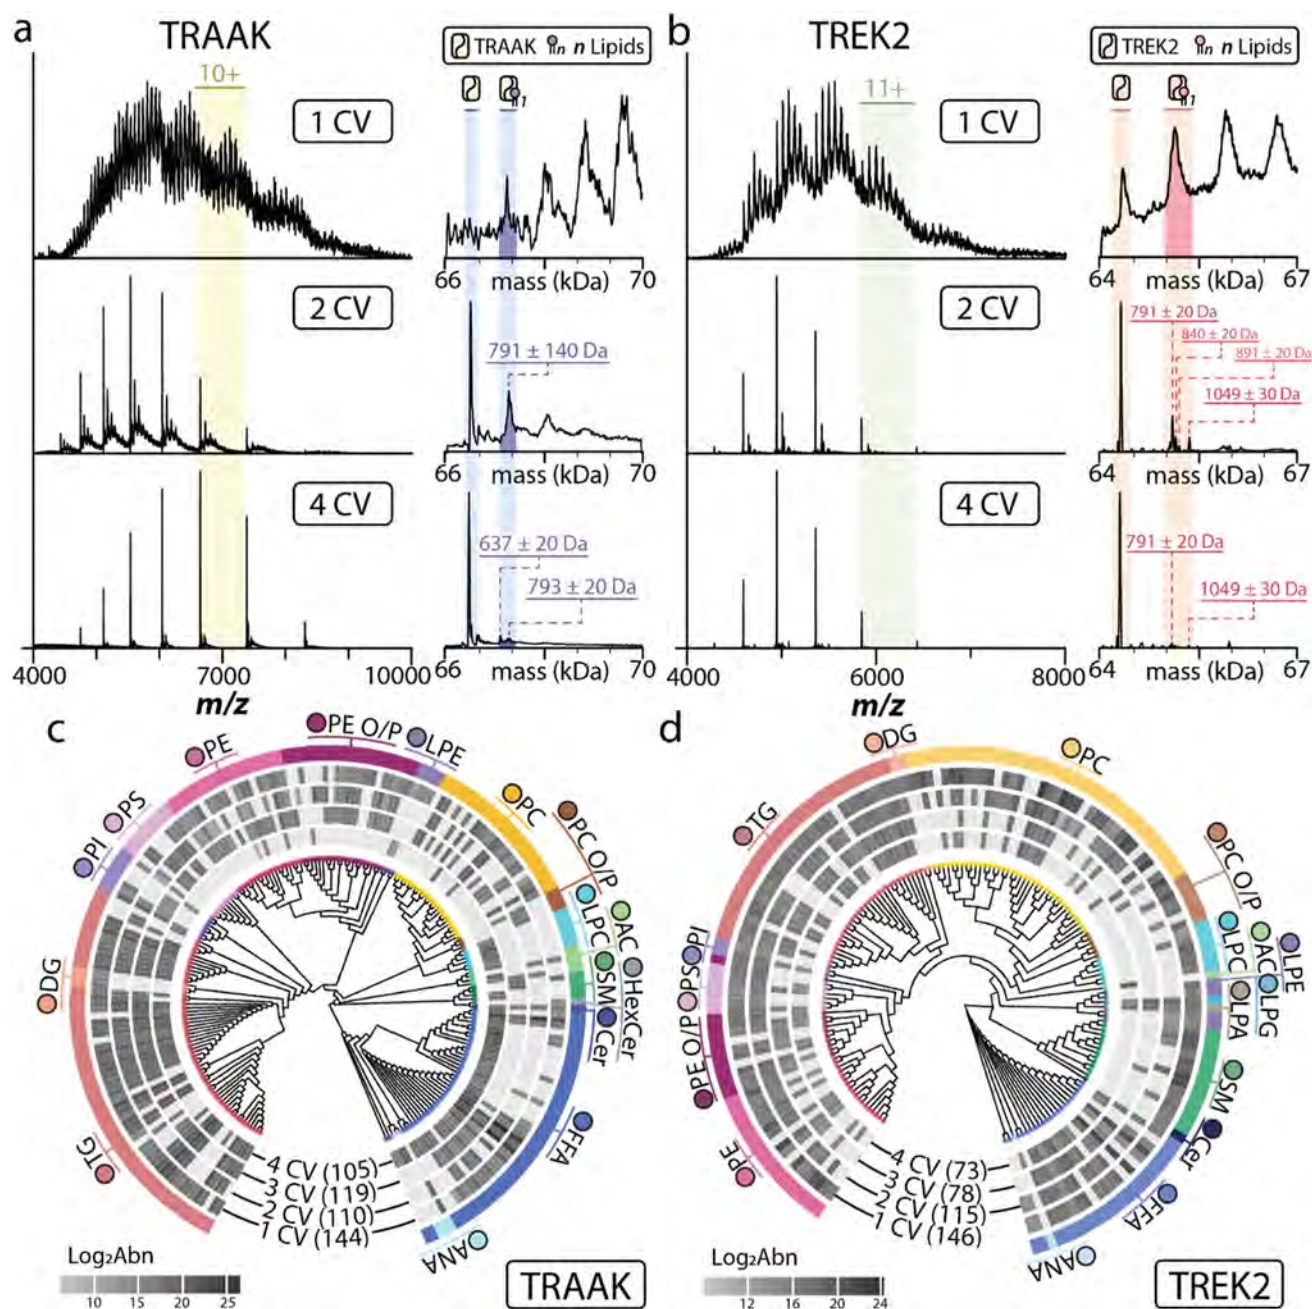 a
TRAAK
TRAAK n n Lipids
b
TREK2
TREK2 n n Lipids
10+
1 CV
1
11+
1 CV
1
66 mass (kDa) 70
64 mass (kDa) 67
2 CV
791 ± 140 Da
2 CV
791 ± 20 Da
840 ± 20 Da
891 ± 20 Da
1049 ± 30 Da
66 mass (kDa) 70
64 mass (kDa) 67
4 CV
637 ± 20 Da
793 ± 20 Da
4 CV
791 ± 20 Da
1049 ± 30 Da
4000 7000 10000
m/z
66 mass (kDa) 70
4000 6000 8000
m/z
64 mass (kDa) 67
c
PE O/P
LPE
PE
PS
PI
PC
PC O/P
LPC
AC
SM
HexCer
Cer
DG
TG
FFA
ANA
4 CV (105)
3 CV (119)
2 CV (110)
1 CV (144)
Log₂Abn
10 15 20 25
TRAAK
d
DG
PC
TG
PC O/P
LPC
AC
LPE
LPG
LPA
PI
PS
PE O/P
PE
SM
Cer
FFA
ANA
4 CV (73)
3 CV (78)
2 CV (115)
1 CV (146)
Log₂Abn
12 16 20 24
TREK2